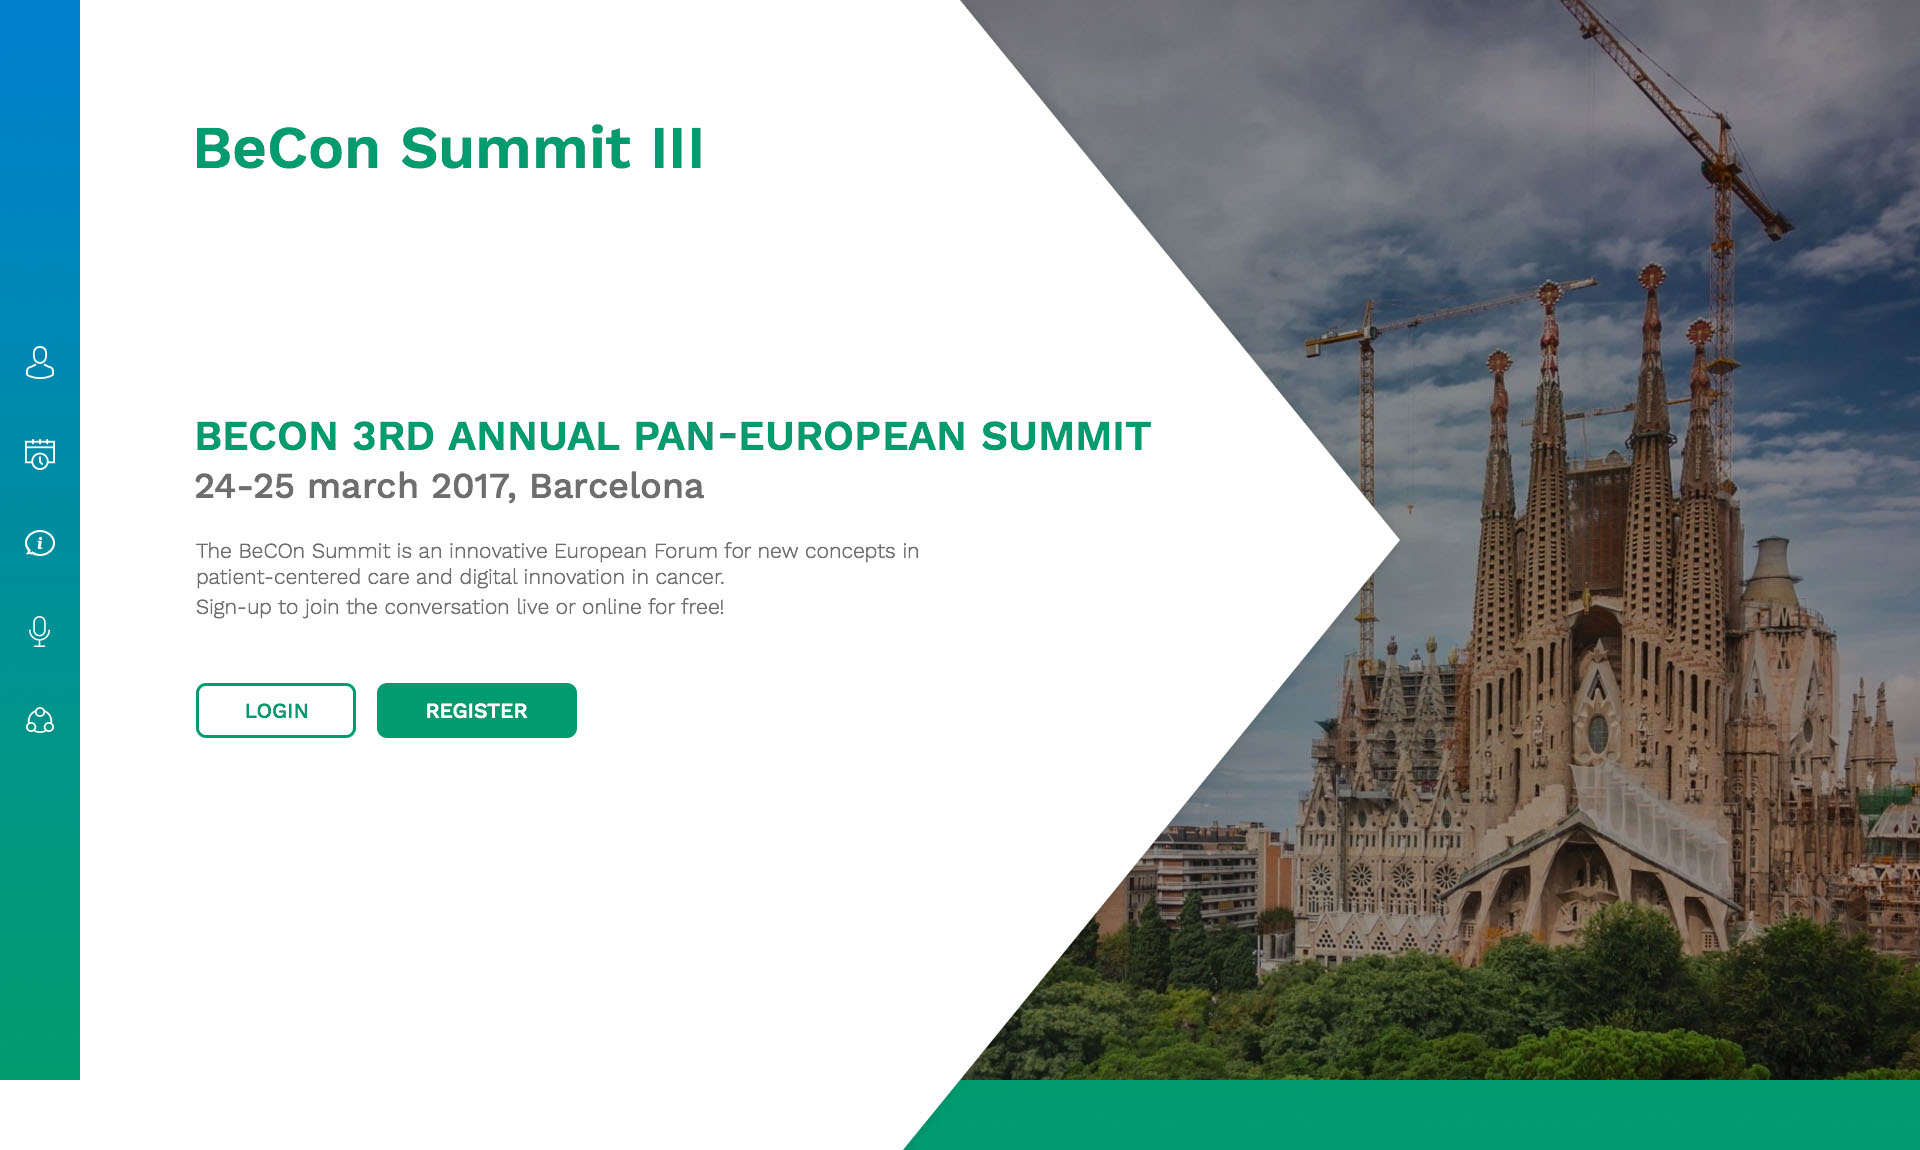 BeCon Summit III
BECON 3RD ANNUAL PAN-EUROPEAN SUMMIT
24-25 march 2017, Barcelona
The BeCOn Summit is an innovative European Forum for new concepts in
patient-centered care and digital innovation in cancer.
Sign-up to join the conversation live or online for free!
LOGIN
REGISTER